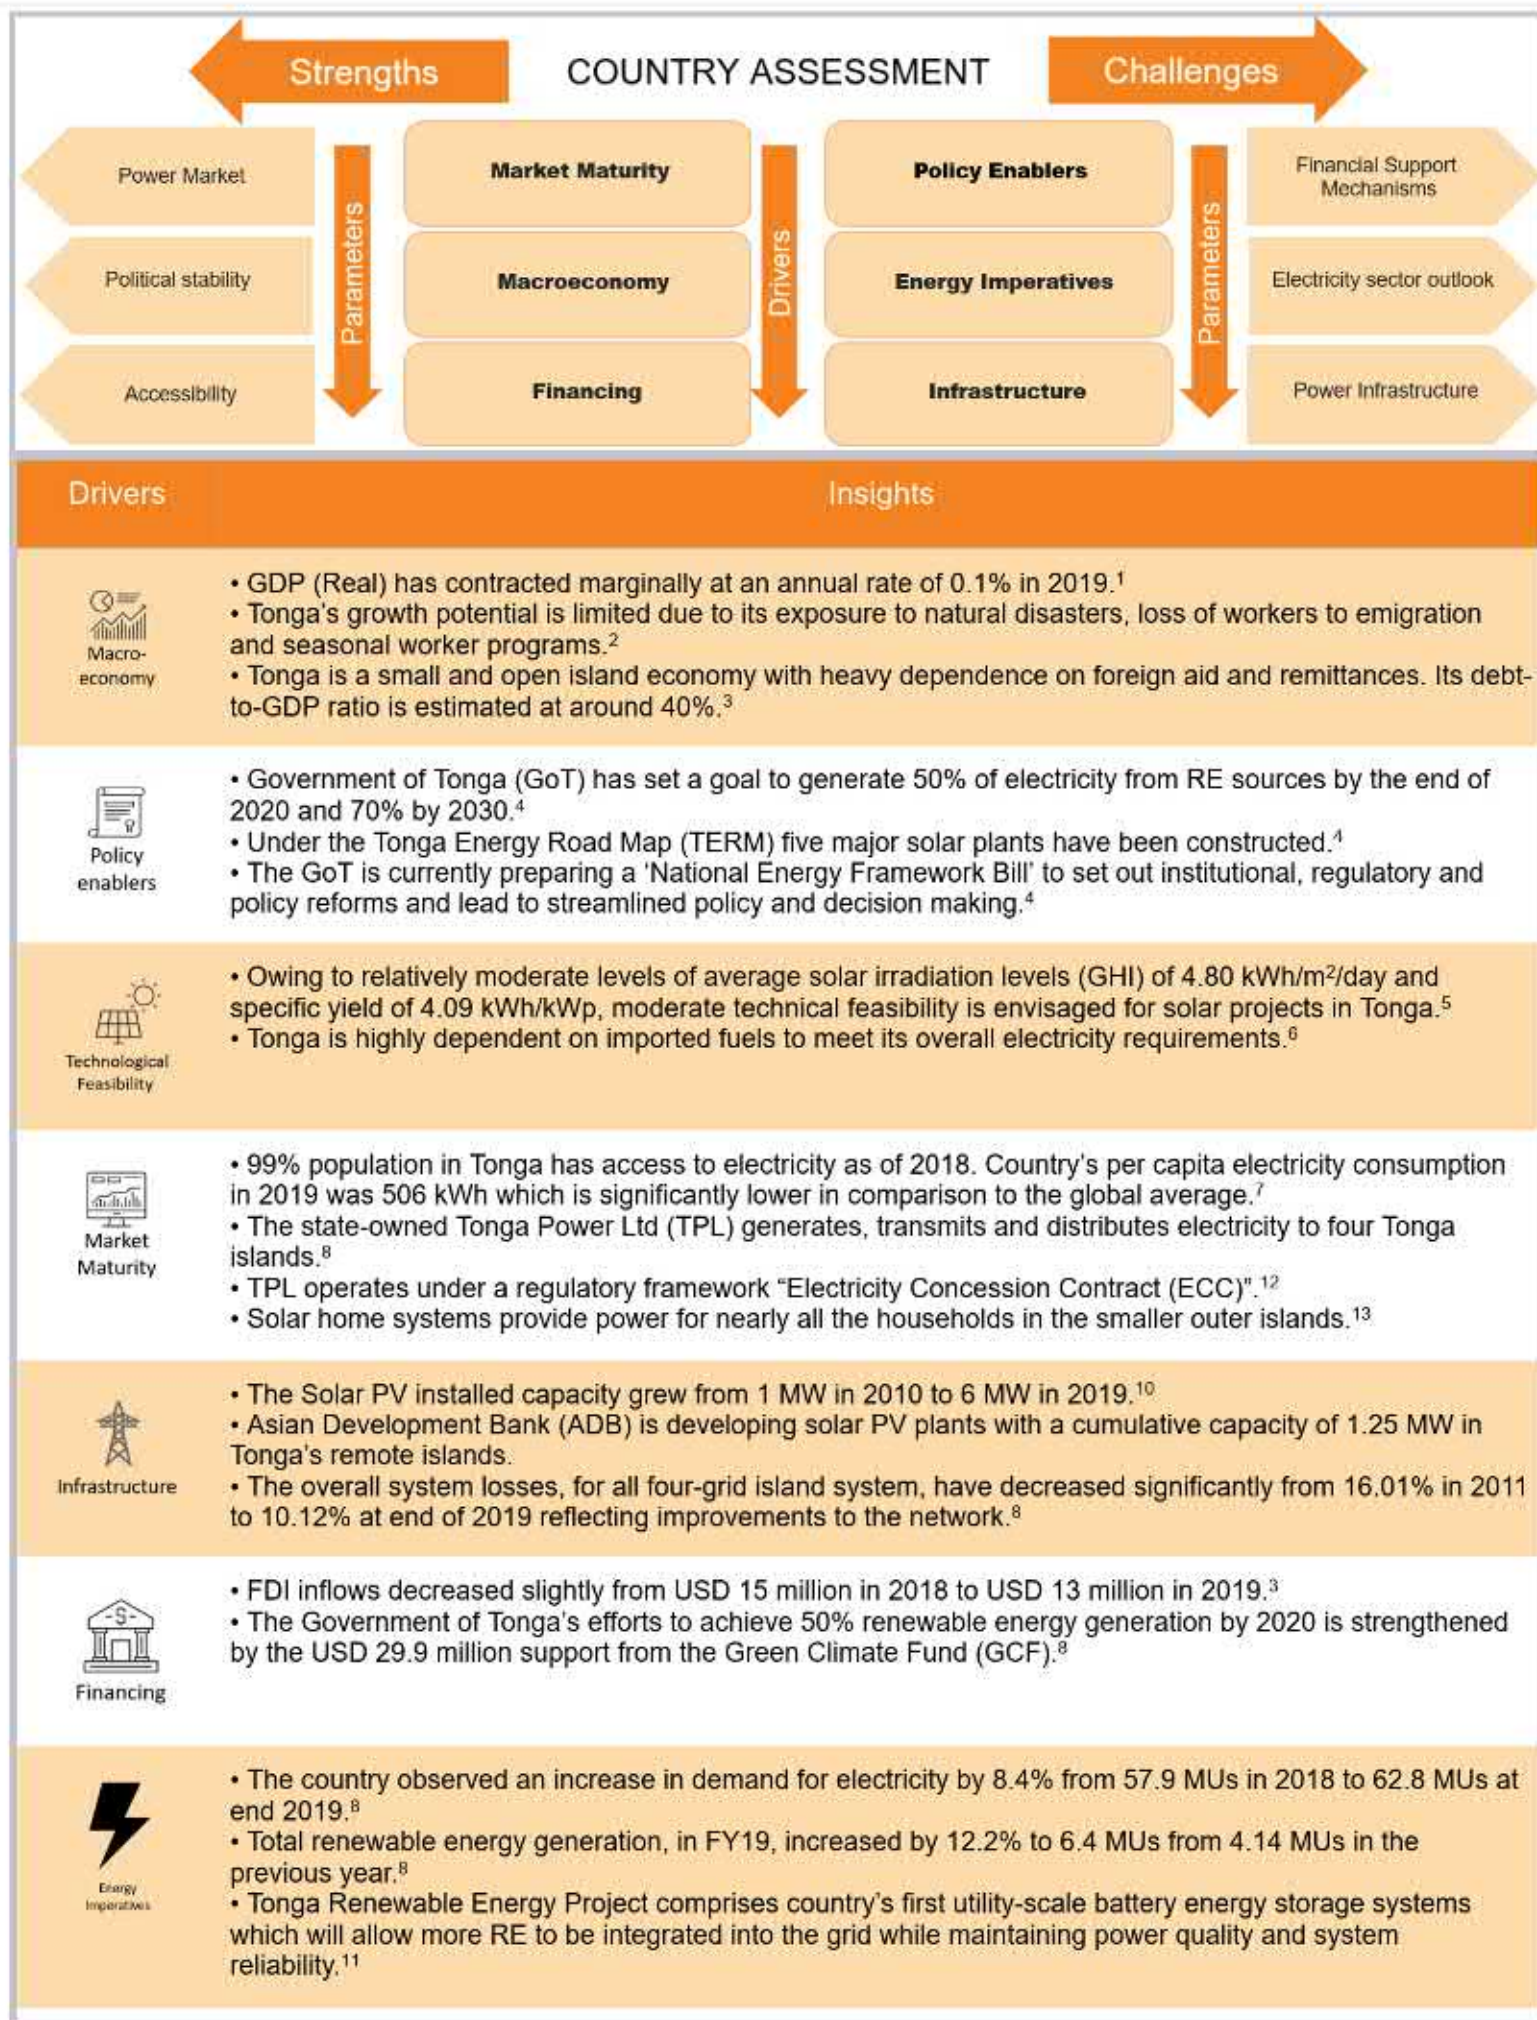 Strengths
COUNTRY ASSESSMENT
Challenges
Power Market
Political stability
Accessibility
Parameters
Market Maturity
Macroeconomy
Financing
Drivers
Policy Enablers
Energy Imperatives
Infrastructure
Parameters
Financial Support
Mechanisms
Electricity sector outlook
Power Infrastructure
Drivers
Insights
Macro-
economy
• GDP (Real) has contracted marginally at an annual rate of 0.1% in 2019.¹
• Tonga's growth potential is limited due to its exposure to natural disasters, loss of workers to emigration
and seasonal worker programs.²
• Tonga is a small and open island economy with heavy dependence on foreign aid and remittances. Its debt-
to-GDP ratio is estimated at around 40%.³
Policy
enablers
• Government of Tonga (GoT) has set a goal to generate 50% of electricity from RE sources by the end of
2020 and 70% by 2030.⁴
• Under the Tonga Energy Road Map (TERM) five major solar plants have been constructed.⁴
• The GoT is currently preparing a ‘National Energy Framework Bill’ to set out institutional, regulatory and
policy reforms and lead to streamlined policy and decision making.⁴
Technological
Feasibility
• Owing to relatively moderate levels of average solar irradiation levels (GHI) of 4.80 kWh/m²/day and
specific yield of 4.09 kWh/kWp, moderate technical feasibility is envisaged for solar projects in Tonga.⁵
• Tonga is highly dependent on imported fuels to meet its overall electricity requirements.⁶
Market
Maturity
• 99% population in Tonga has access to electricity as of 2018. Country's per capita electricity consumption
in 2019 was 506 kWh which is significantly lower in comparison to the global average.⁷
• The state-owned Tonga Power Ltd (TPL) generates, transmits and distributes electricity to four Tonga
islands.⁸
• TPL operates under a regulatory framework “Electricity Concession Contract (ECC)”.¹²
• Solar home systems provide power for nearly all the households in the smaller outer islands.¹³
Infrastructure
• The Solar PV installed capacity grew from 1 MW in 2010 to 6 MW in 2019.¹⁰
• Asian Development Bank (ADB) is developing solar PV plants with a cumulative capacity of 1.25 MW in
Tonga's remote islands.
• The overall system losses, for all four-grid island system, have decreased significantly from 16.01% in 2011
to 10.12% at end of 2019 reflecting improvements to the network.⁸
-S-
Financing
• FDI inflows decreased slightly from USD 15 million in 2018 to USD 13 million in 2019.³
• The Government of Tonga's efforts to achieve 50% renewable energy generation by 2020 is strengthened
by the USD 29.9 million support from the Green Climate Fund (GCF).⁸
Energy
Imperatives
• The country observed an increase in demand for electricity by 8.4% from 57.9 MUs in 2018 to 62.8 MUs at
end 2019.⁸
• Total renewable energy generation, in FY19, increased by 12.2% to 6.4 MUs from 4.14 MUs in the
previous year.⁸
• Tonga Renewable Energy Project comprises country's first utility-scale battery energy storage systems
which will allow more RE to be integrated into the grid while maintaining power quality and system
reliability.¹¹